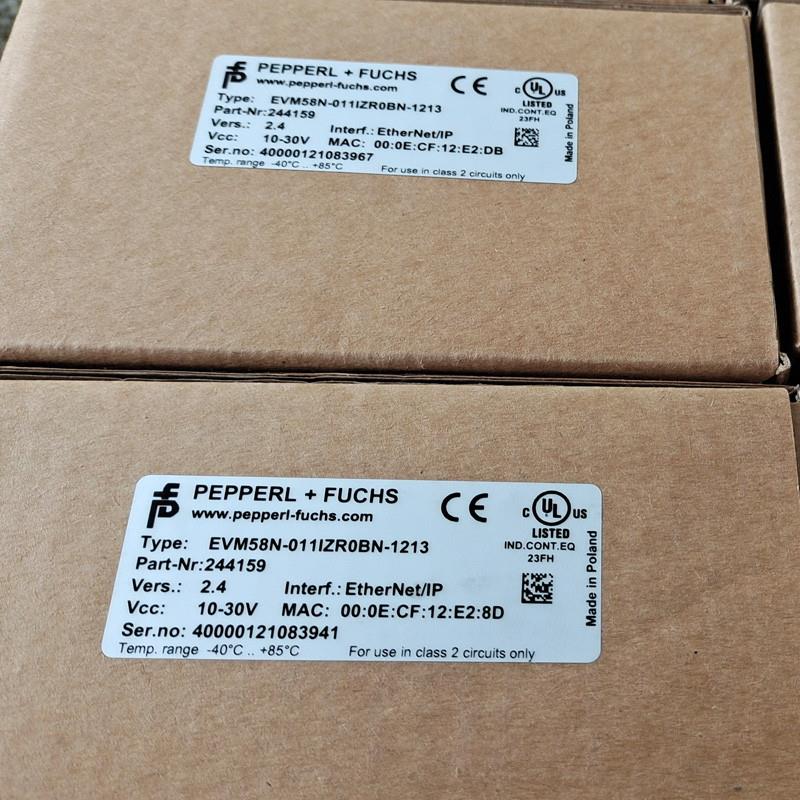 PEPPERL + FUCHS
www.pepperl-fuchs.com
CE
c UL US
LISTED
IND.CONT.EQ
23FH
Type: EVM58N-011IZR0BN-1213
Part-Nr:244159
Vers.: 2.4 Interf.: EtherNet/IP
Vcc: 10-30V MAC: 00:0E:CF:12:E2:DB
Ser.no: 40000121083967
Temp. range -40°C .. +85°C For use in class 2 circuits only
Made in Poland
PEPPERL + FUCHS
www.pepperl-fuchs.com
CE
c UL US
LISTED
IND.CONT.EQ
23FH
Type: EVM58N-011IZR0BN-1213
Part-Nr:244159
Vers.: 2.4 Interf.: EtherNet/IP
Vcc: 10-30V MAC: 00:0E:CF:12:E2:8D
Ser.no: 40000121083941
Temp. range -40°C .. +85°C For use in class 2 circuits only
Made in Poland